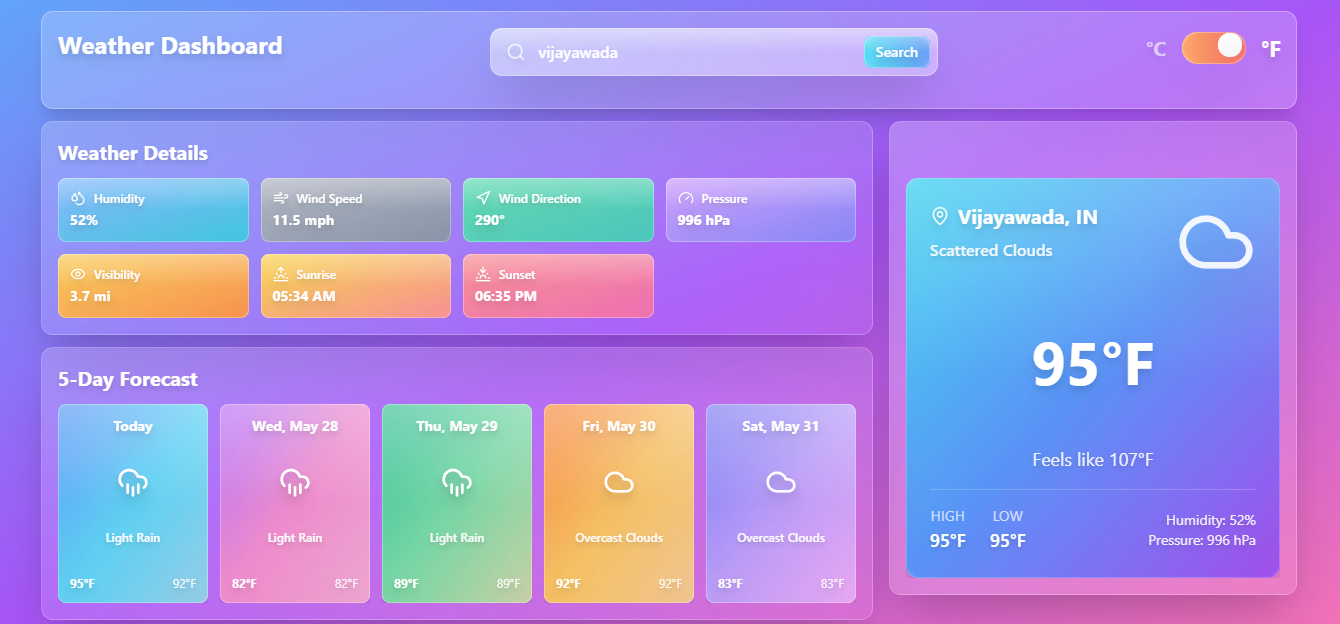 Weather Dashboard
vijayawada
Search
°C
°F
Weather Details
Humidity
52%
Wind Speed
11.5 mph
Wind Direction
290°
Pressure
996 hPa
Visibility
3.7 mi
Sunrise
05:34 AM
Sunset
06:35 PM
5-Day Forecast
Today
Light Rain
95°F 92°F
Wed, May 28
Light Rain
82°F 82°F
Thu, May 29
Light Rain
89°F 89°F
Fri, May 30
Overcast Clouds
92°F 92°F
Sat, May 31
Overcast Clouds
83°F 83°F
Vijayawada, IN
Scattered Clouds
95°F
Feels like 107°F
HIGH LOW
95°F 95°F
Humidity: 52%
Pressure: 996 hPa